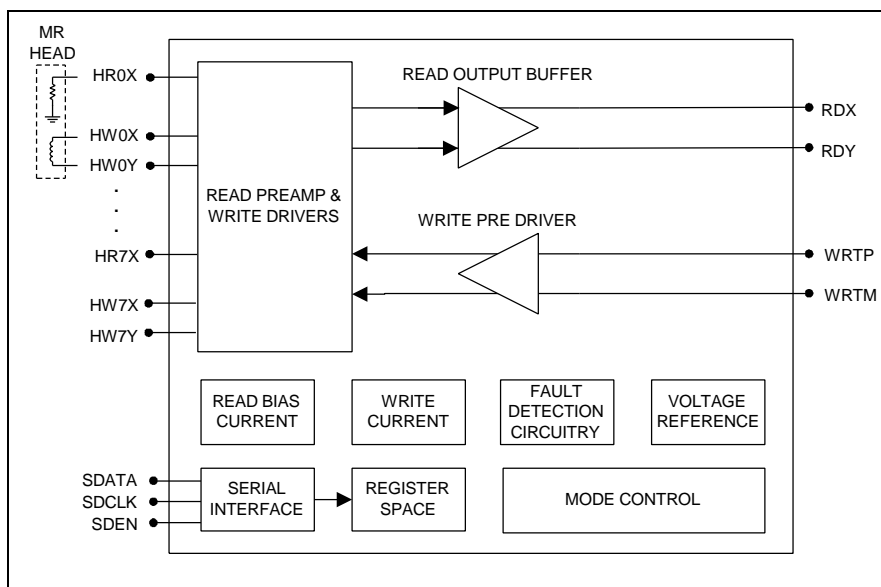 MR
HEAD
HR0X
HW0X
HW0Y
.
.
.
HR7X
HW7X
HW7Y
READ PREAMP &
WRITE DRIVERS
READ OUTPUT BUFFER
RDX
RDY
WRITE PRE DRIVER
WRTP
WRTM
READ BIAS
CURRENT
WRITE
CURRENT
FAULT
DETECTION
CIRCUITRY
VOLTAGE
REFERENCE
SDATA
SDCLK
SDEN
SERIAL
INTERFACE
REGISTER
SPACE
MODE CONTROL